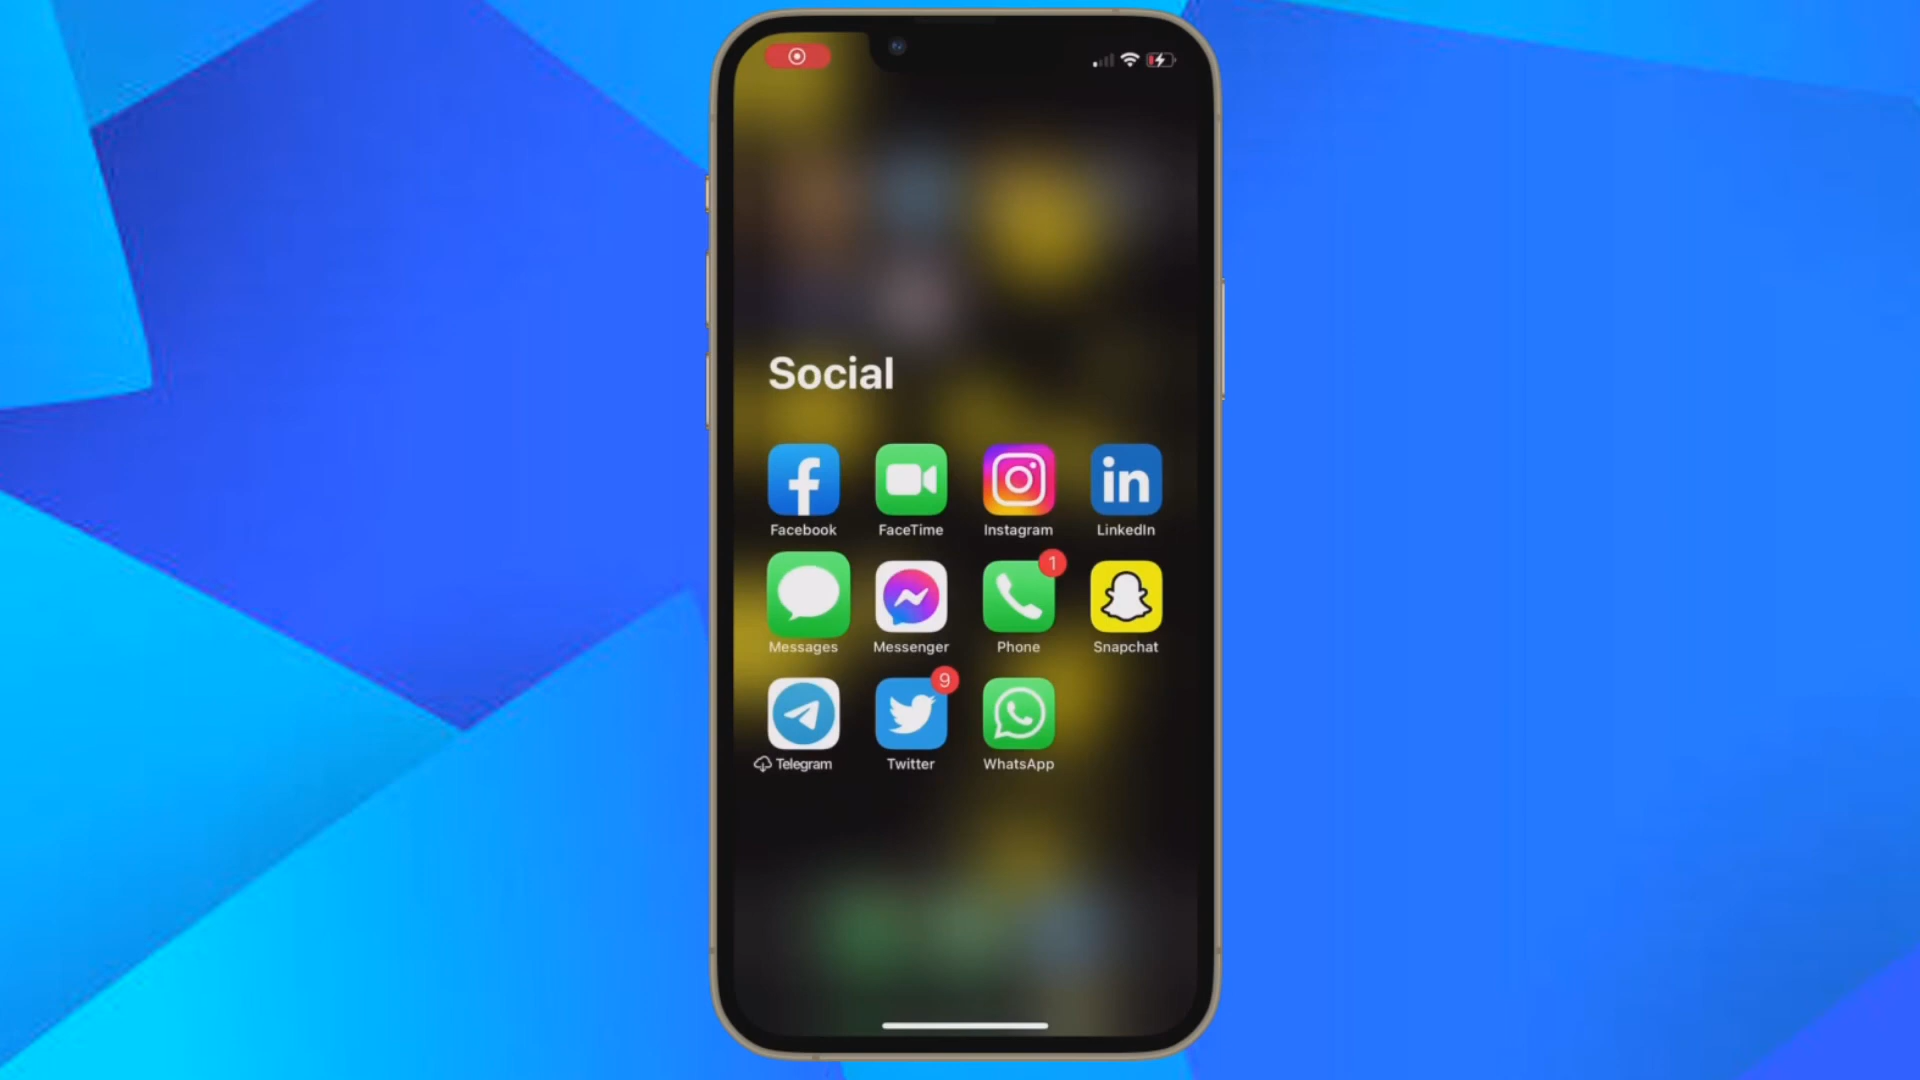 Social
Facebook FaceTime Instagram LinkedIn
1
Messages Messenger Phone Snapchat
9
Telegram Twitter WhatsApp